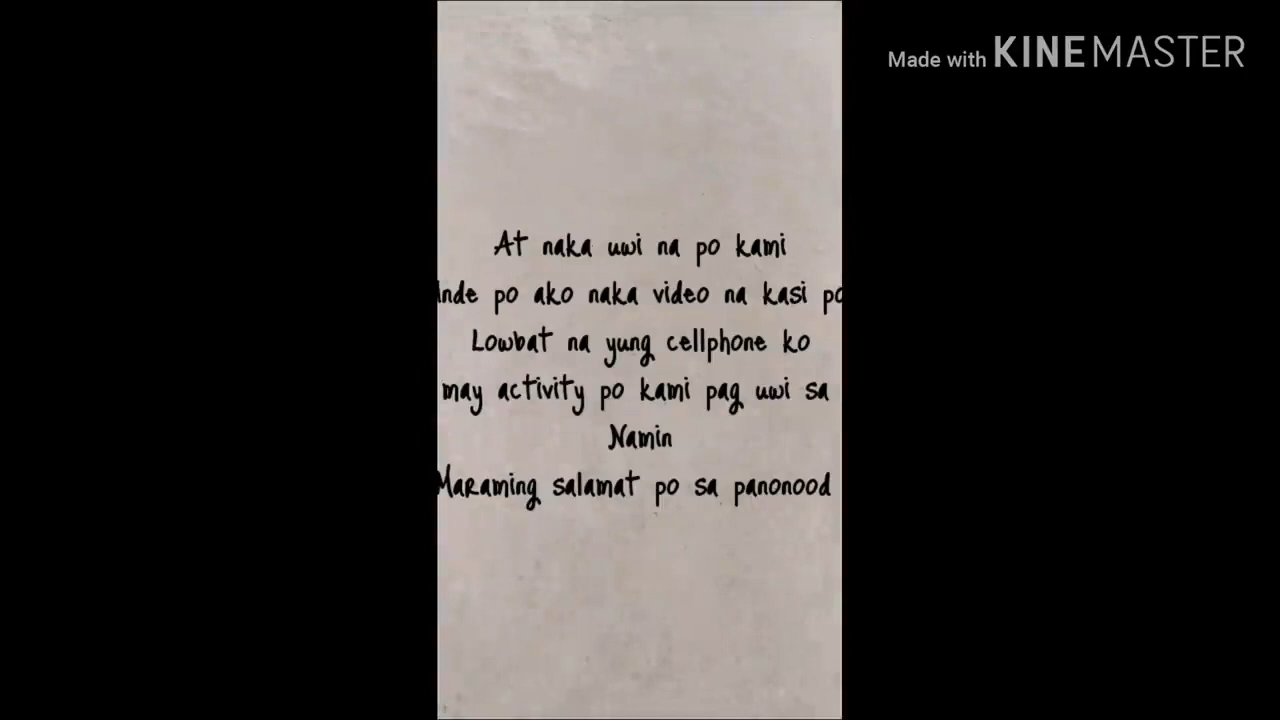 Made with KINEMASTER
At naka uwi na po kami
inde po ako naka video na kasi po
Lowbat na yung cellphone ko
may activity po kami pag uwi sa
Namin
Maraming salamat po sa panonood